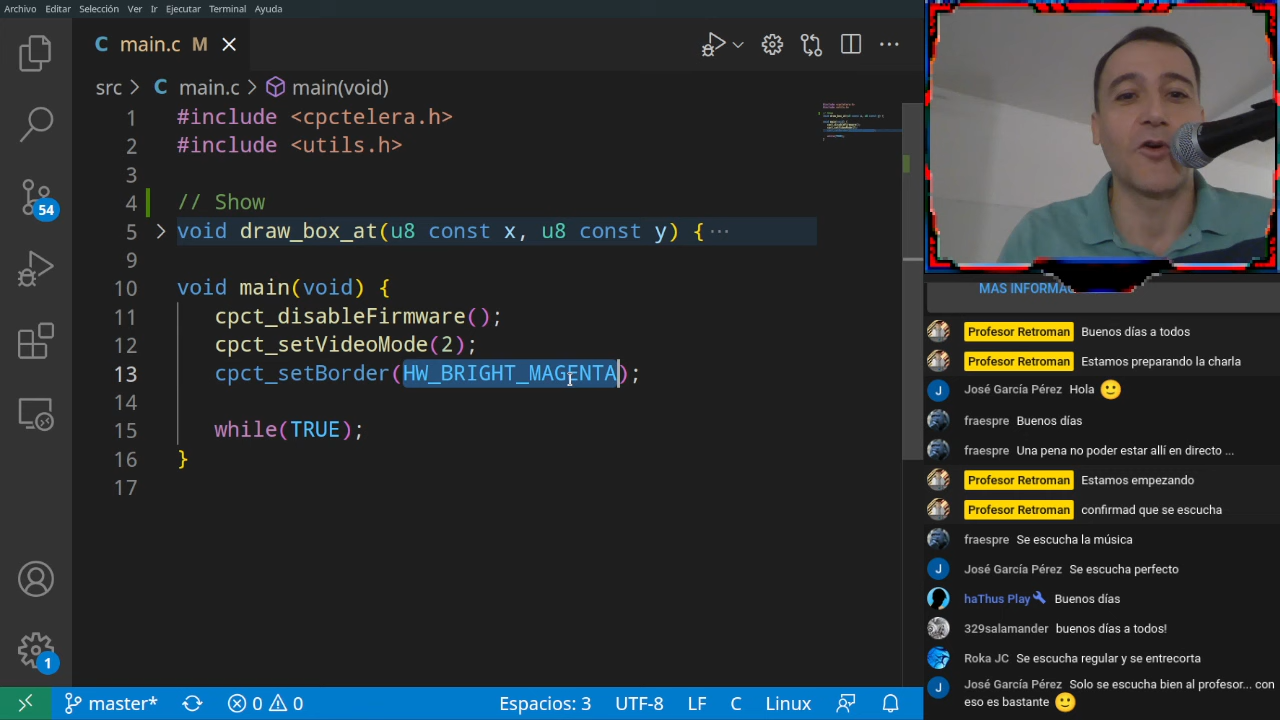 Archivo Editar Selección Ver Ir Ejecutar Terminal Ayuda
C main.c M
src > C main.c > main(void)
1 #include <cpctelera.h>
2 #include <utils.h>
3
4 // Show
5 void draw_box_at(u8 const x, u8 const y) {···
9
10 void main(void) {
11 cpct_disableFirmware();
12 cpct_setVideoMode(2);
13 cpct_setBorder(HW_BRIGHT_MAGENTA);
14
15 while(TRUE);
16 }
17
54
1
master* 0 0 Espacios: 3 UTF-8 LF C Linux
Profesor Retroman Buenos días a todos
Profesor Retroman Estamos preparando la charla
J José García Pérez Hola 🙂
fraespre Buenos días
fraespre Una pena no poder estar allí en directo ...
Profesor Retroman Estamos empezando
Profesor Retroman confirmad que se escucha
fraespre Se escucha la música
J José García Pérez Se escucha perfecto
haThus Play Buenos días
329salamander buenos días a todos!
Roka JC Se escucha regular y se entrecorta
J José García Pérez Solo se escucha bien al profesor... con
eso es bastante 🙂